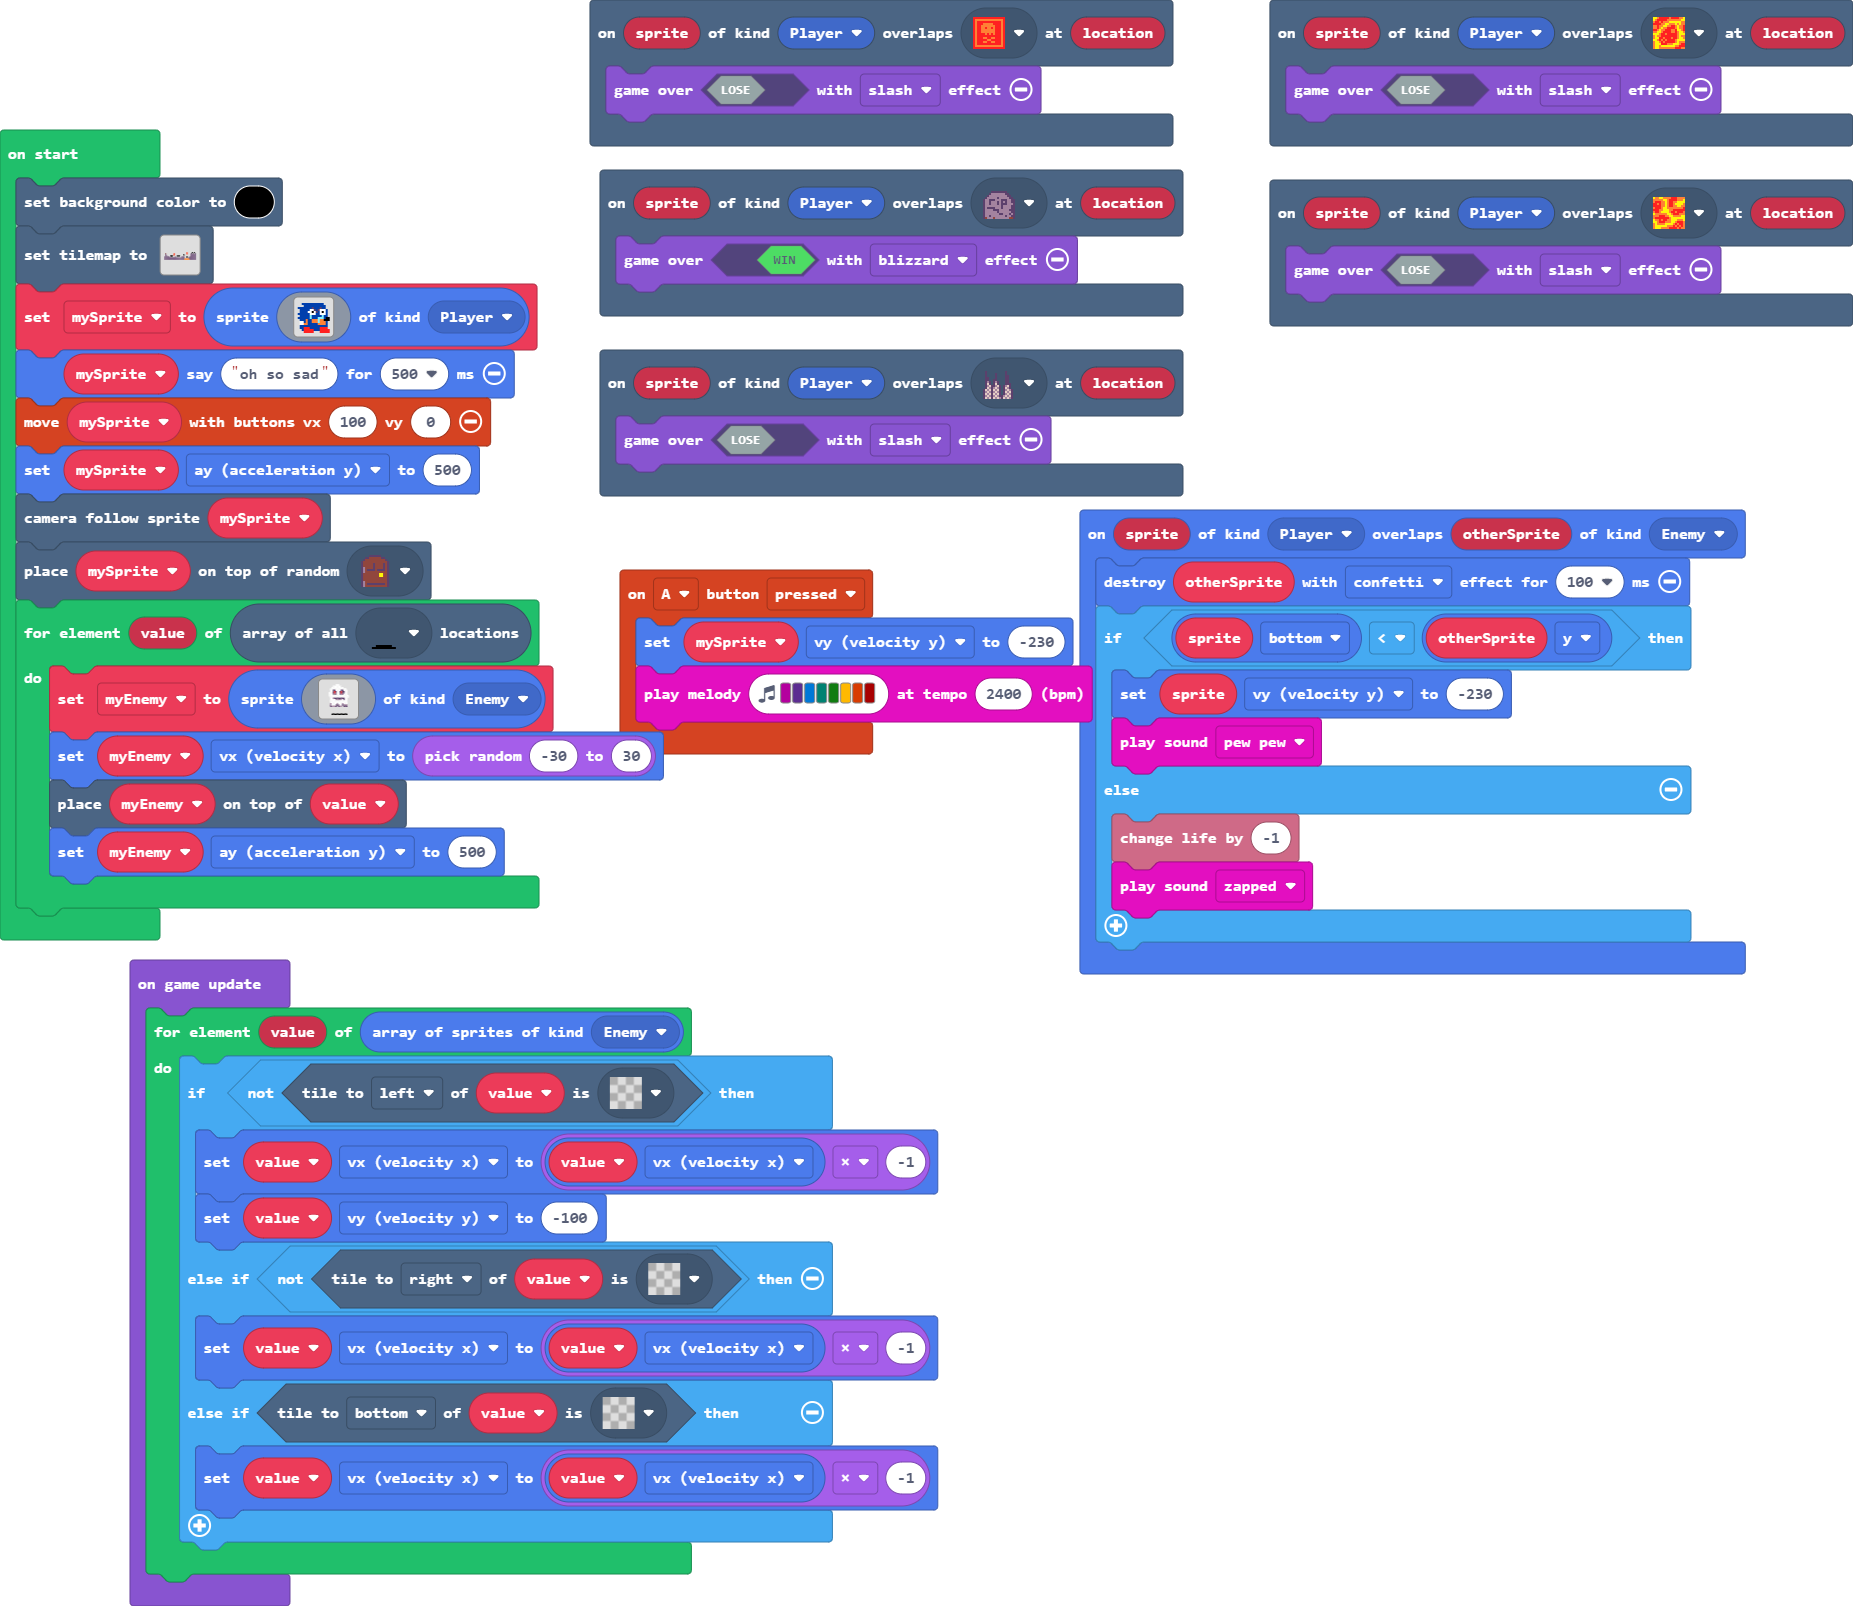 on sprite of kind Player overlaps at location
game over LOSE with slash effect
on sprite of kind Player overlaps at location
game over LOSE with slash effect
on start
set background color to
set tilemap to
set mySprite to sprite of kind Player
mySprite say "oh so sad" for 500 ms
move mySprite with buttons vx 100 vy 0
set mySprite ay (acceleration y) to 500
camera follow sprite mySprite
place mySprite on top of random
for element value of array of all locations
do
set myEnemy to sprite of kind Enemy
set myEnemy vx (velocity x) to pick random -30 to 30
place myEnemy on top of value
set myEnemy ay (acceleration y) to 500
on sprite of kind Player overlaps rip at location
game over WIN with blizzard effect
on sprite of kind Player overlaps at location
game over LOSE with slash effect
on sprite of kind Player overlaps at location
game over LOSE with slash effect
on A button pressed
set mySprite vy (velocity y) to -230
play melody at tempo 2400 (bpm)
on sprite of kind Player overlaps otherSprite of kind Enemy
destroy otherSprite with confetti effect for 100 ms
if sprite bottom < otherSprite y then
set sprite vy (velocity y) to -230
play sound pew pew
else
change life by -1
play sound zapped
on game update
for element value of array of sprites of kind Enemy
do
if not tile to left of value is then
set value vx (velocity x) to value vx (velocity x) × -1
set value vy (velocity y) to -100
else if not tile to right of value is then
set value vx (velocity x) to value vx (velocity x) × -1
else if tile to bottom of value is then
set value vx (velocity x) to value vx (velocity x) × -1